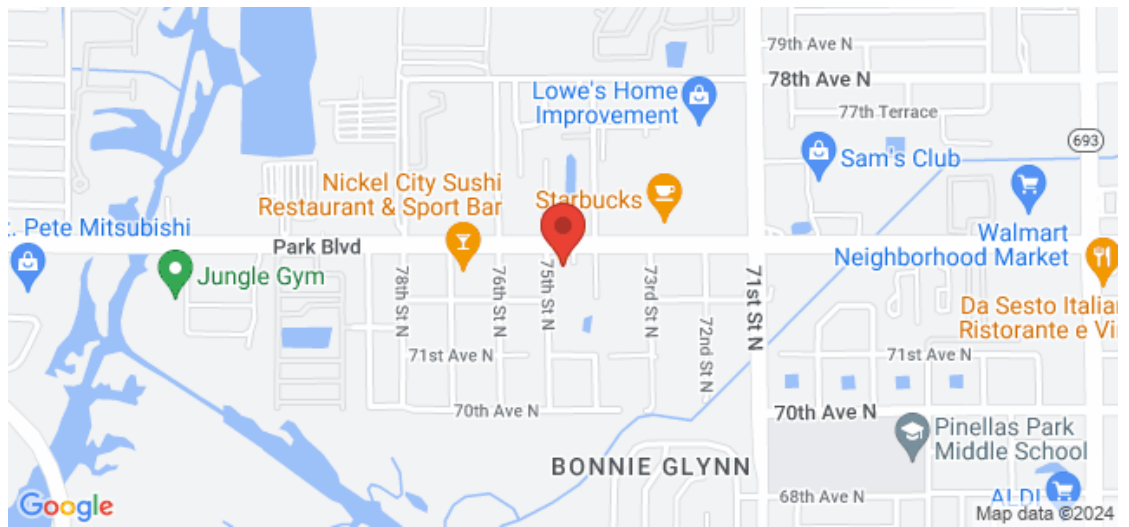 79th Ave N
78th Ave N
Lowe's Home
Improvement
77th Terrace
693
Sam's Club
Nickel City Sushi
Restaurant & Sport Bar
Starbucks
t. Pete Mitsubishi
Park Blvd
Walmart
Neighborhood Market
Jungle Gym
78th St N
76th St N
75th St N
73rd St N
72nd St N
71st St N
Da Sesto Italia
Ristorante e Vi
71st Ave N
71st Ave N
70th Ave N
70th Ave N
Pinellas Park
Middle School
BONNIE GLYNN
68th Ave N
ALDI
Google
Map data ©2024